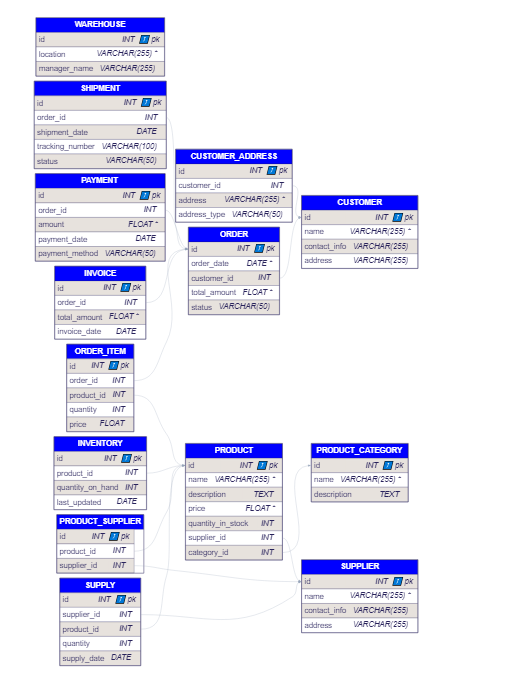 WAREHOUSE
id INT pk
location VARCHAR(255) *
manager_name VARCHAR(255)
SHIPMENT
id INT pk
order_id INT
shipment_date DATE
tracking_number VARCHAR(100)
status VARCHAR(50)
PAYMENT
id INT pk
order_id INT
amount FLOAT *
payment_date DATE
payment_method VARCHAR(50)
INVOICE
id INT pk
order_id INT
total_amount FLOAT *
invoice_date DATE
ORDER_ITEM
id INT pk
order_id INT
product_id INT
quantity INT
price FLOAT
INVENTORY
id INT pk
product_id INT
quantity_on_hand INT
last_updated DATE
PRODUCT_SUPPLIER
id INT pk
product_id INT
supplier_id INT
SUPPLY
id INT pk
supplier_id INT
product_id INT
quantity INT
supply_date DATE
CUSTOMER_ADDRESS
id INT pk
customer_id INT
address VARCHAR(255) *
address_type VARCHAR(50)
ORDER
id INT pk
order_date DATE *
customer_id INT
total_amount FLOAT *
status VARCHAR(50)
PRODUCT
id INT pk
name VARCHAR(255) *
description TEXT
price FLOAT *
quantity_in_stock INT
supplier_id INT
category_id INT
CUSTOMER
id INT pk
name VARCHAR(255) *
contact_info VARCHAR(255)
address VARCHAR(255)
PRODUCT_CATEGORY
id INT pk
name VARCHAR(255) *
description TEXT
SUPPLIER
id INT pk
name VARCHAR(255) *
contact_info VARCHAR(255)
address VARCHAR(255)